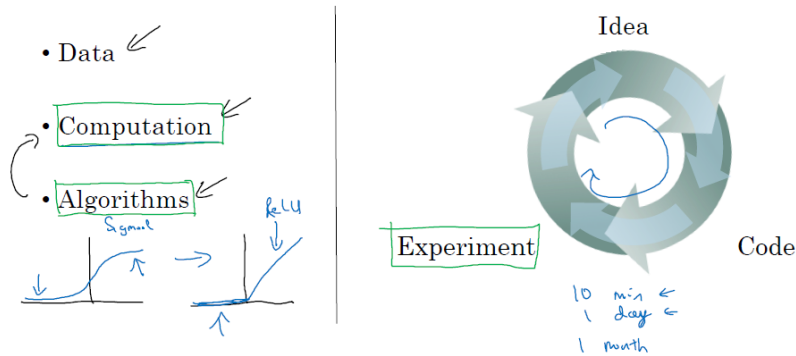 • Data
• Computation
• Algorithms
Sigmoid
ReLU
Idea
Experiment
Code
10 min
1 day
1 month